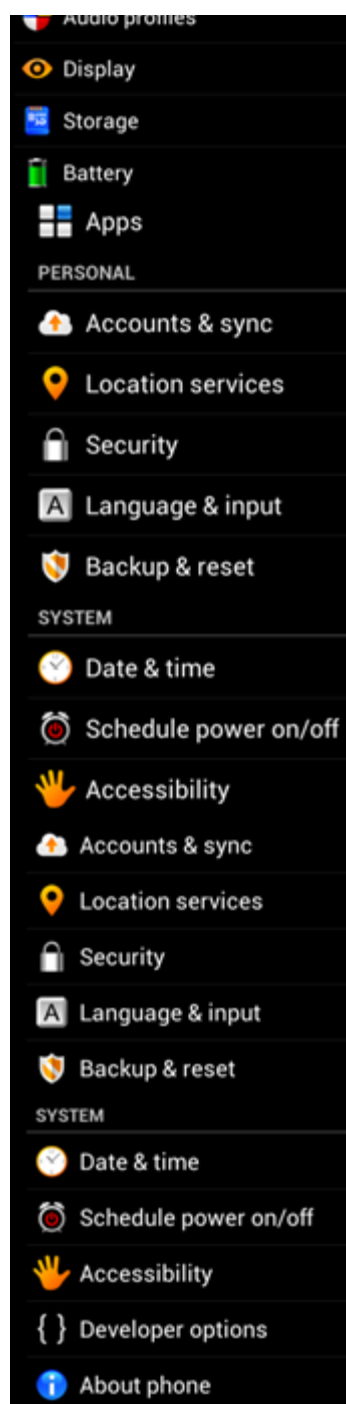 Audio profiles
Display
Storage
Battery
Apps
PERSONAL
Accounts & sync
Location services
Security
A Language & input
Backup & reset
SYSTEM
Date & time
Schedule power on/off
Accessibility
Accounts & sync
Location services
Security
A Language & input
Backup & reset
SYSTEM
Date & time
Schedule power on/off
Accessibility
{ } Developer options
i About phone